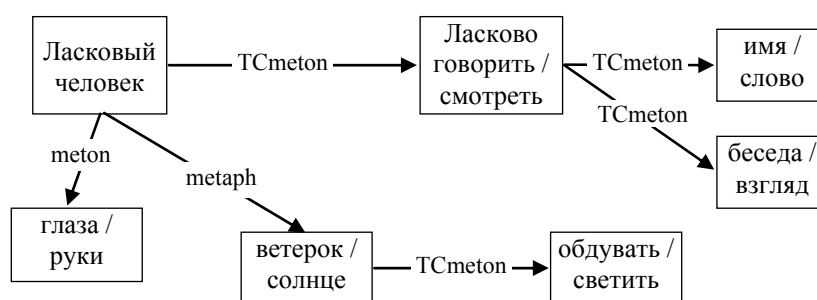 Ласковый
человек
TCmeton
Ласково
говорить /
смотреть
TCmeton
имя /
слово
TCmeton
беседа /
взгляд
meton
metaph
глаза /
руки
ветерок /
солнце
TCmeton
обдувать /
светить